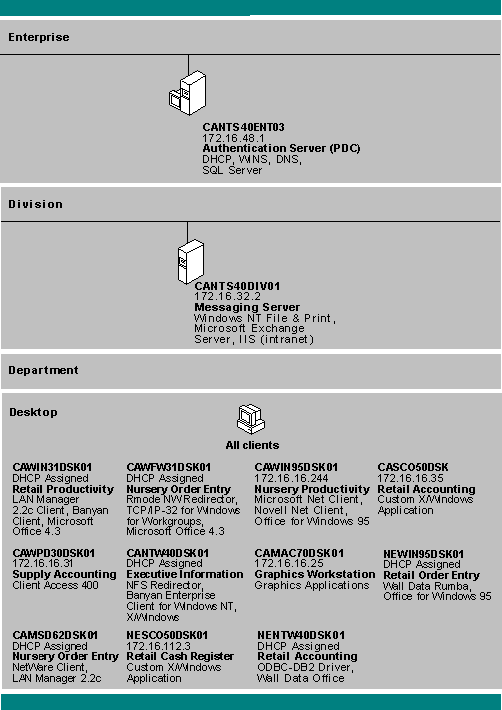 Enterprise
CANTS40ENT03
172.16.48.1
Authentication Server (PDC)
DHCP, WINS, DNS,
SQL Server
Division
CANTS40DIV01
172.16.32.2
Messaging Server
Windows NT File & Print,
Microsoft Exchange
Server, IIS (intranet)
Department
Desktop
All clients
CAWIN31DSK01
DHCP Assigned
Retail Productivity
LAN Manager
2.2c Client, Banyan
Client, Microsoft
Office 4.3
CAWFW31DSK01
DHCP Assigned
Nursery Order Entry
Rmode NW Redirector,
TCP/IP-32 for Windows
for Workgroups,
Microsoft Office 4.3
CAWIN95DSK01
172.16.16.244
Nursery Productivity
Microsoft Net Client,
Novell Net Client,
Office for Windows 95
CASCO50DSK
172.16.16.35
Retail Accounting
Custom X/Windows
Application
CAWPD30DSK01
172.16.16.31
Supply Accounting
Client Access 400
CANTW40DSK01
DHCP Assigned
Executive Information
NFS Redirector,
Banyan Enterprise
Client for Windows NT,
X/Windows
CAMAC70DSK01
172.16.16.25
Graphics Workstation
Graphics Applications
NEWIN95DSK01
DHCP Assigned
Retail Order Entry
Wall Data Rumba,
Office for Windows 95
CAMSD62DSK01
DHCP Assigned
Nursery Order Entry
NetWare Client,
LAN Manager 2.2c
NESCO50DSK01
172.16.112.3
Retail Cash Register
Custom X/Windows
Application
NENTW40DSK01
DHCP Assigned
Retail Accounting
ODBC-DB2 Driver,
Wall Data Office